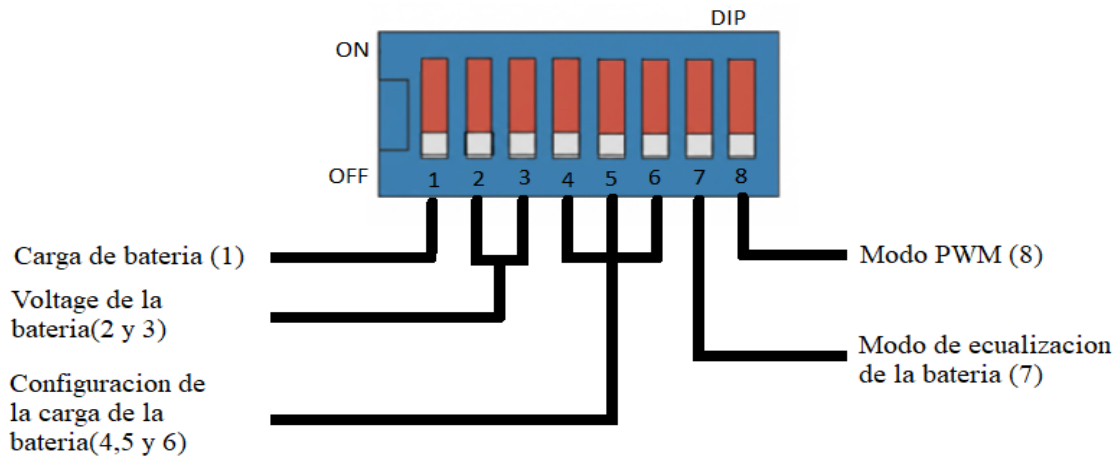 DIP
ON
OFF
1 2 3 4 5 6 7 8
Carga de bateria (1)
Voltage de la
bateria(2 y 3)
Configuracion de
la carga de la
bateria(4,5 y 6)
Modo PWM (8)
Modo de ecualizacion
de la bateria (7)